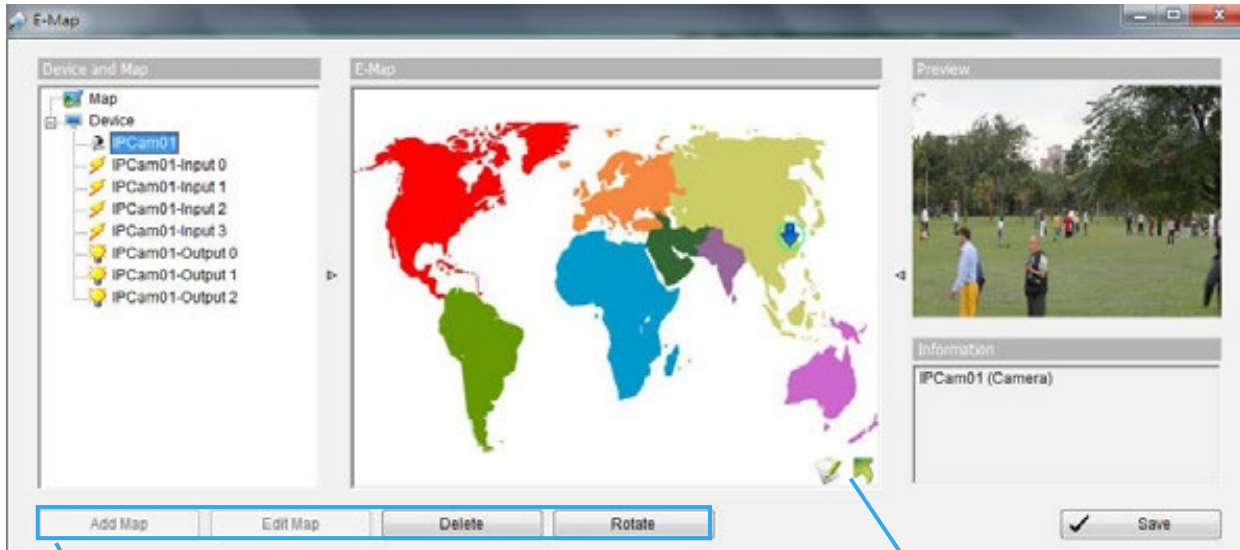 E-Map
Device and Map
Map
Device
IPCam01
IPCam01-Input 0
IPCam01-Input 1
IPCam01-Input 2
IPCam01-Input 3
IPCam01-Output 0
IPCam01-Output 1
IPCam01-Output 2
E-Map
Preview
Information
IPCam01 (Camera)
Add Map
Edit Map
Delete
Rotate
Save